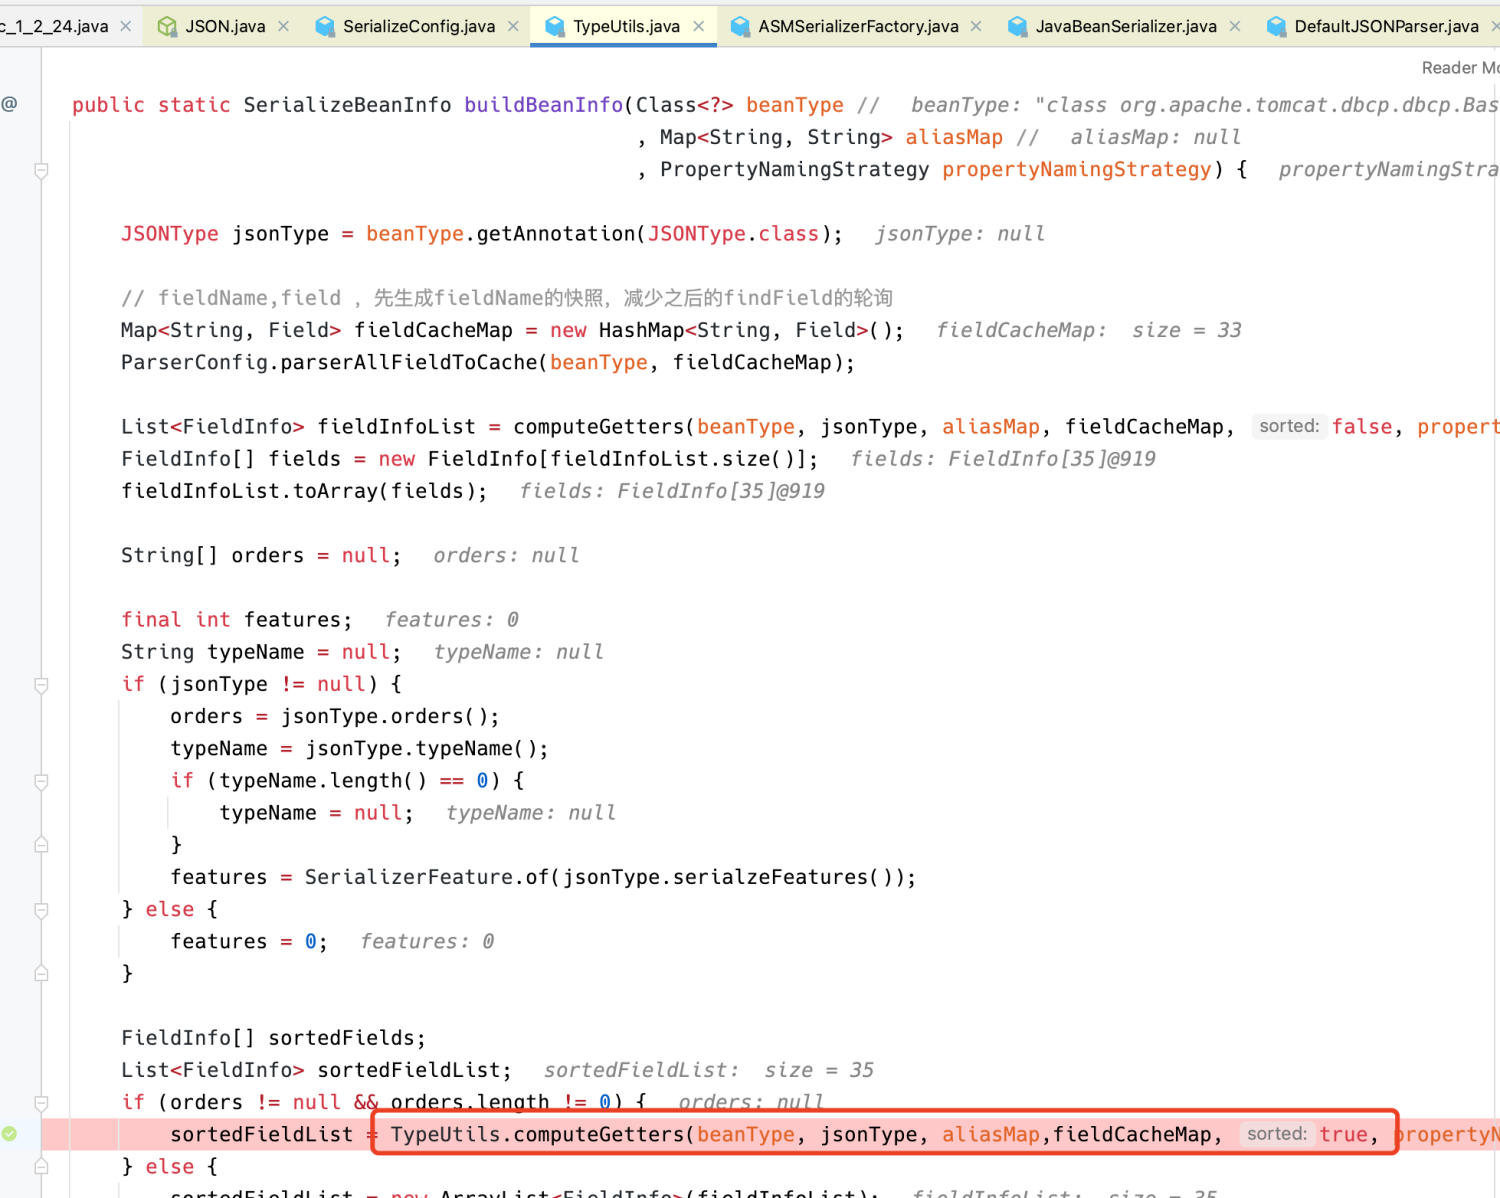 c_1_2_24.java × JSON.java × SerializeConfig.java × TypeUtils.java × ASMSerializerFactory.java × JavaBeanSerializer.java × DefaultJSONParser.java ×
Reader Mo
@ public static SerializeBeanInfo buildBeanInfo(Class<?> beanType // beanType: "class org.apache.tomcat.dbcp.dbcp.Bas
, Map<String, String> aliasMap // aliasMap: null
, PropertyNamingStrategy propertyNamingStrategy) { propertyNamingStra
JSONType jsonType = beanType.getAnnotation(JSONType.class); jsonType: null
// fieldName,field ，先生成fieldName的快照，减少之后的findField的轮询
Map<String, Field> fieldCacheMap = new HashMap<String, Field>(); fieldCacheMap: size = 33
ParserConfig.parserAllFieldToCache(beanType, fieldCacheMap);
List<FieldInfo> fieldInfoList = computeGetters(beanType, jsonType, aliasMap, fieldCacheMap, sorted: false, propert
FieldInfo[] fields = new FieldInfo[fieldInfoList.size()]; fields: FieldInfo[35]@919
fieldInfoList.toArray(fields); fields: FieldInfo[35]@919
String[] orders = null; orders: null
final int features; features: 0
String typeName = null; typeName: null
if (jsonType != null) {
orders = jsonType.orders();
typeName = jsonType.typeName();
if (typeName.length() == 0) {
typeName = null; typeName: null
}
features = SerializerFeature.of(jsonType.serialzeFeatures());
} else {
features = 0; features: 0
}
FieldInfo[] sortedFields;
List<FieldInfo> sortedFieldList; sortedFieldList: size = 35
if (orders != null && orders.length != 0) { orders: null
sortedFieldList = TypeUtils.computeGetters(beanType, jsonType, aliasMap,fieldCacheMap, sorted: true, propertyN
} else {
sortedFieldList = new ArrayList<FieldInfo>(fieldInfoList); fieldInfoList: size = 35